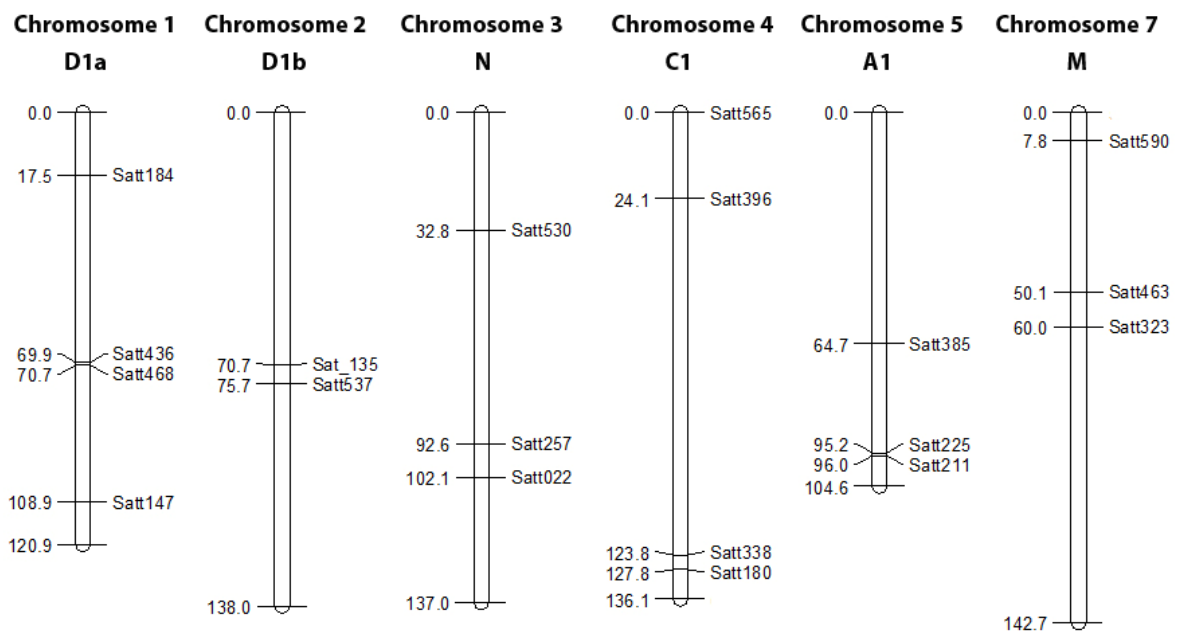 Chromosome 1
D1a
0.0
17.5 Satt184
69.9 Satt436
70.7 Satt468
108.9 Satt147
120.9
Chromosome 2
D1b
0.0
70.7 Sat_135
75.7 Satt537
138.0
Chromosome 3
N
0.0
32.8 Satt530
92.6 Satt257
102.1 Satt022
137.0
Chromosome 4
C1
0.0 Satt565
24.1 Satt396
123.8 Satt338
127.8 Satt180
136.1
Chromosome 5
A1
0.0
64.7 Satt385
95.2 Satt225
96.0 Satt211
104.6
Chromosome 7
M
0.0
7.8 Satt590
50.1 Satt463
60.0 Satt323
142.7